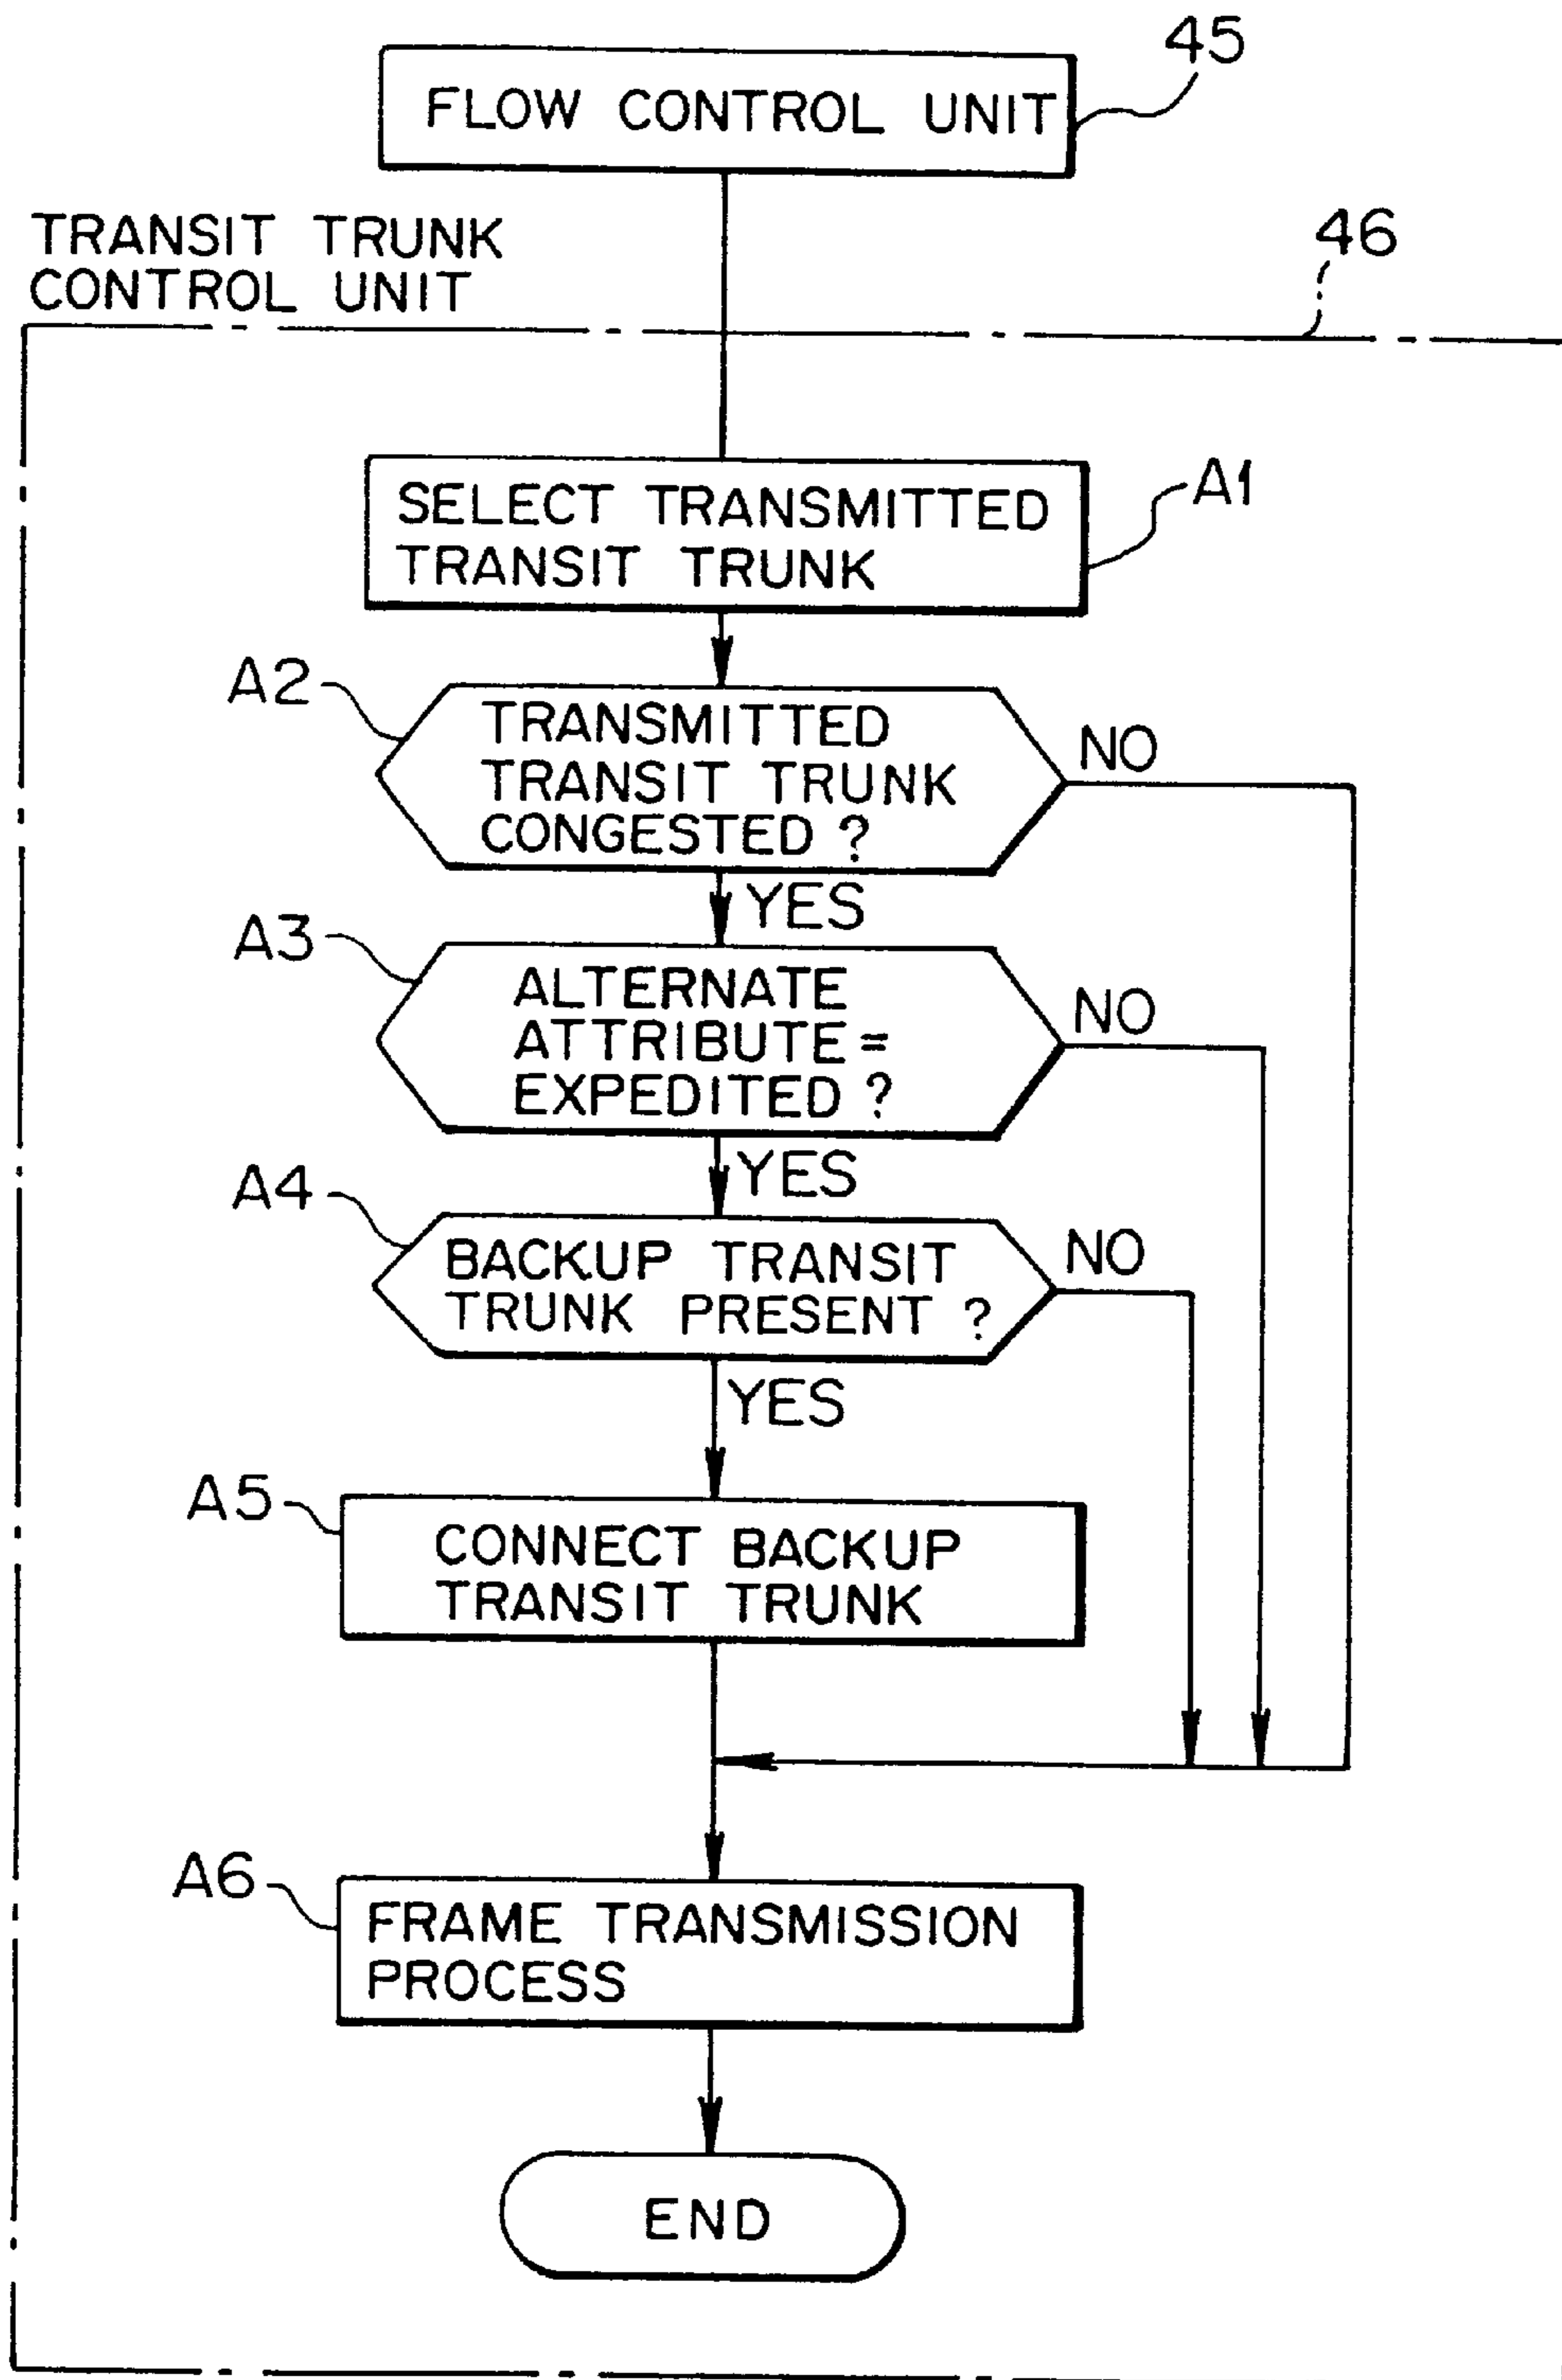 45
FLOW CONTROL UNIT
TRANSIT TRUNK
CONTROL UNIT
46
SELECT TRANSMITTED
TRANSIT TRUNK
A1
A2
TRANSMITTED
TRANSIT TRUNK
CONGESTED ?
NO
YES
A3
ALTERNATE
ATTRIBUTE =
EXPEDITED ?
NO
YES
A4
BACKUP TRANSIT
TRUNK PRESENT ?
NO
YES
A5
CONNECT BACKUP
TRANSIT TRUNK
A6
FRAME TRANSMISSION
PROCESS
END